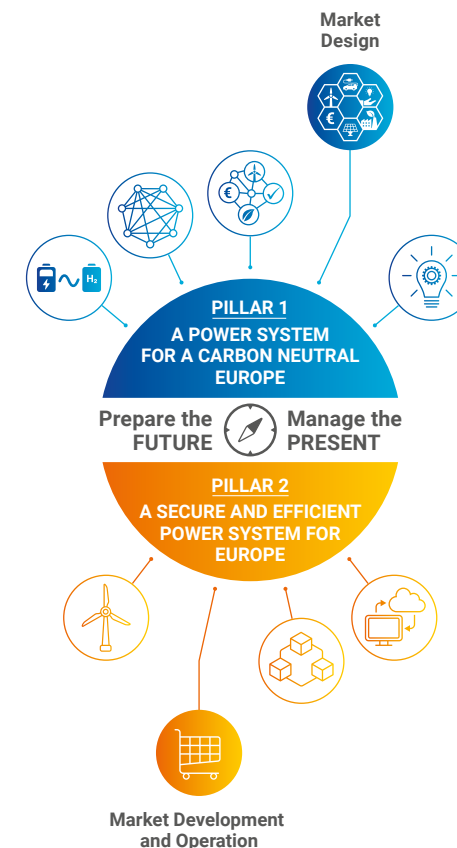 Market
Design
€
€
H₂
PILLAR 1
A POWER SYSTEM
FOR A CARBON NEUTRAL
EUROPE
Prepare the
FUTURE
Manage the
PRESENT
PILLAR 2
A SECURE AND EFFICIENT
POWER SYSTEM FOR
EUROPE
Market Development
and Operation